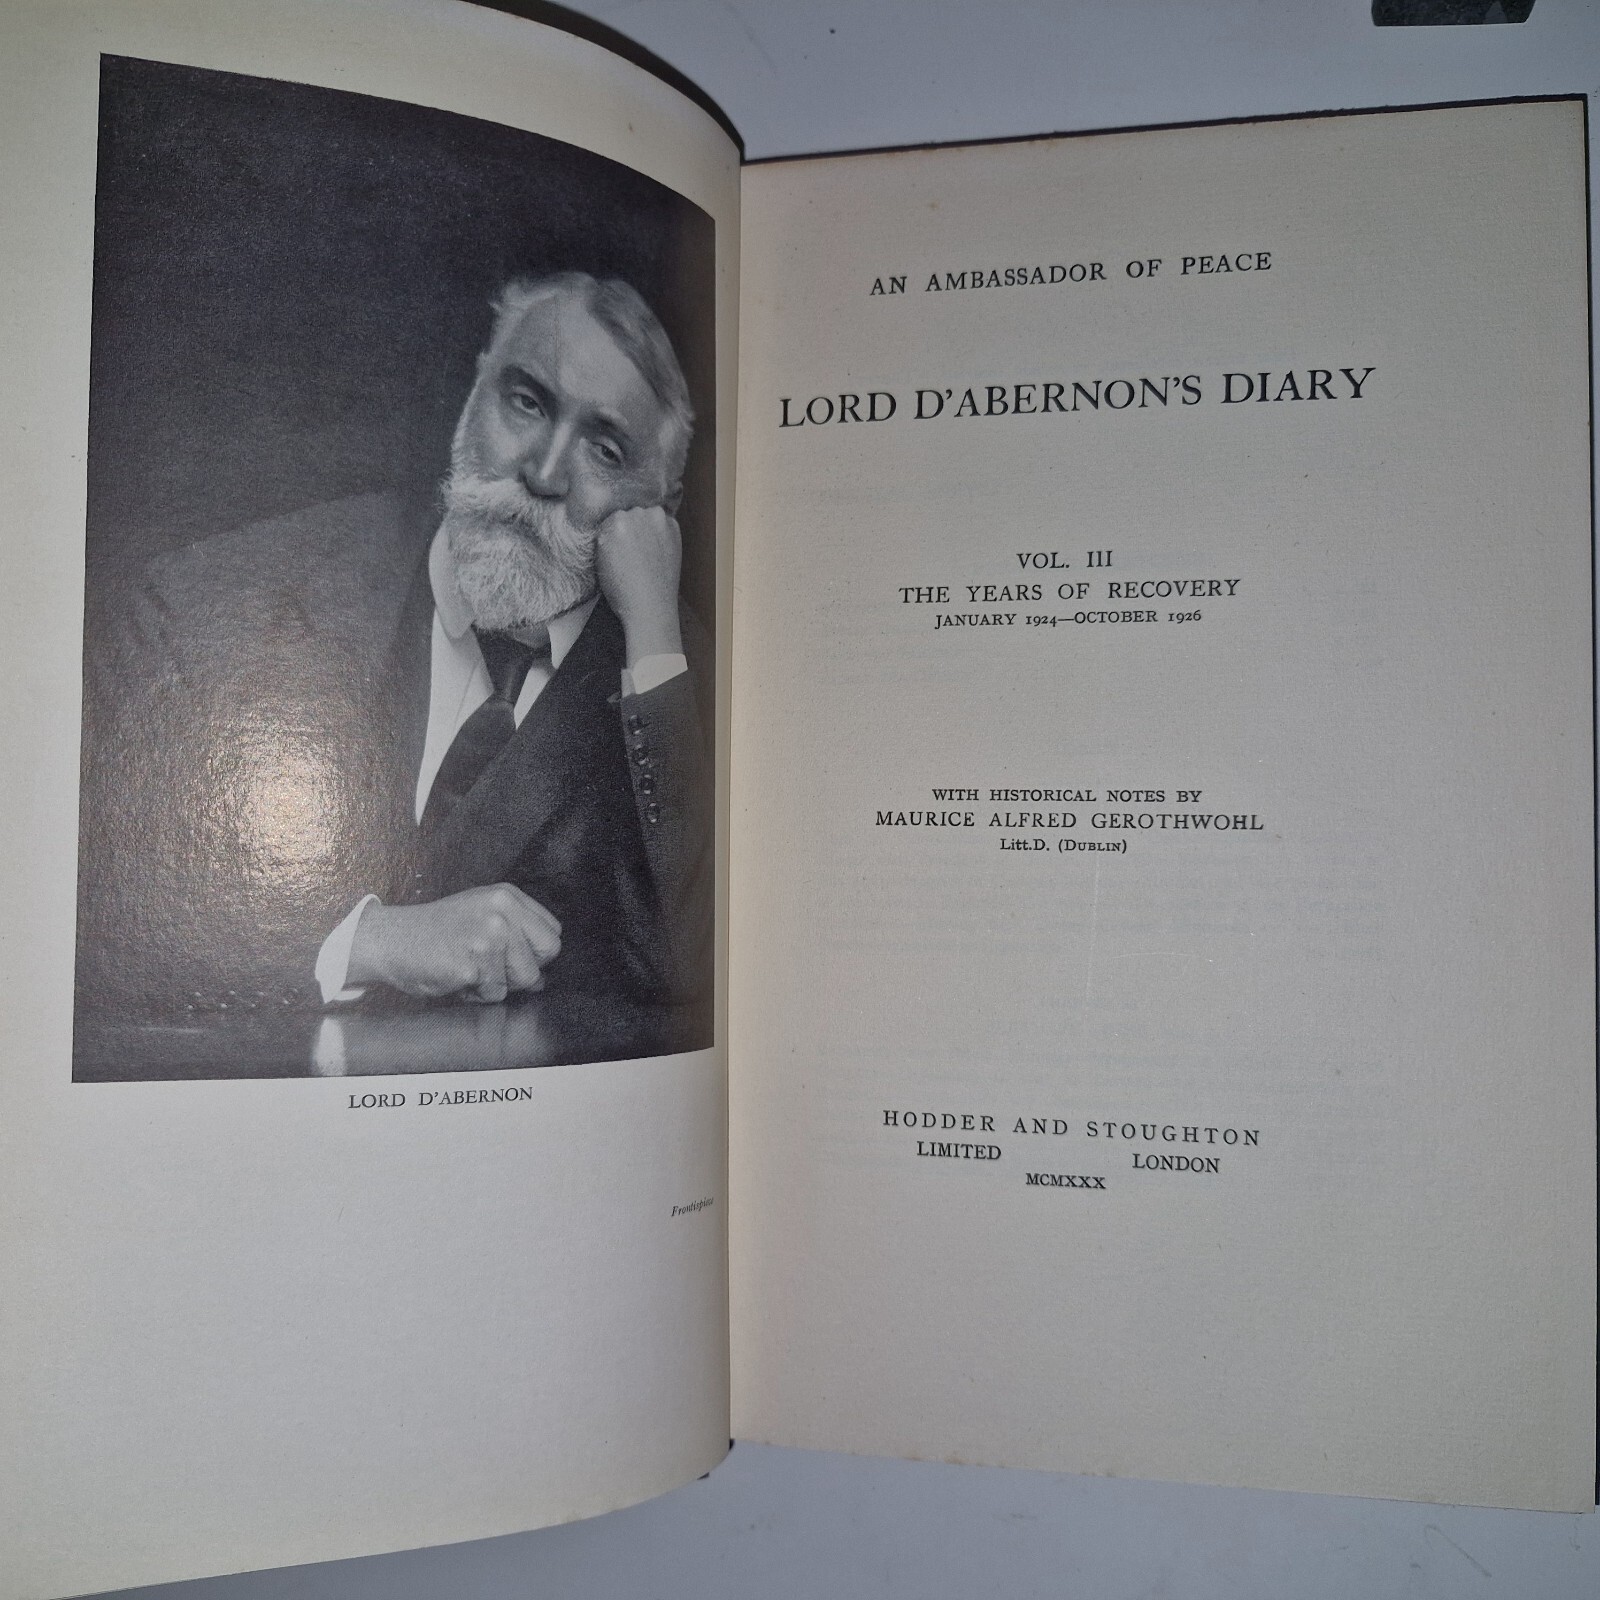 LORD D'ABERNON
Frontispiece
AN AMBASSADOR OF PEACE
LORD D'ABERNON'S DIARY
VOL. III
THE YEARS OF RECOVERY
JANUARY 1924—OCTOBER 1926
WITH HISTORICAL NOTES BY
MAURICE ALFRED GEROTHWOHL
Litt.D. (DUBLIN)
HODDER AND STOUGHTON
LIMITED LONDON
MCMXXX